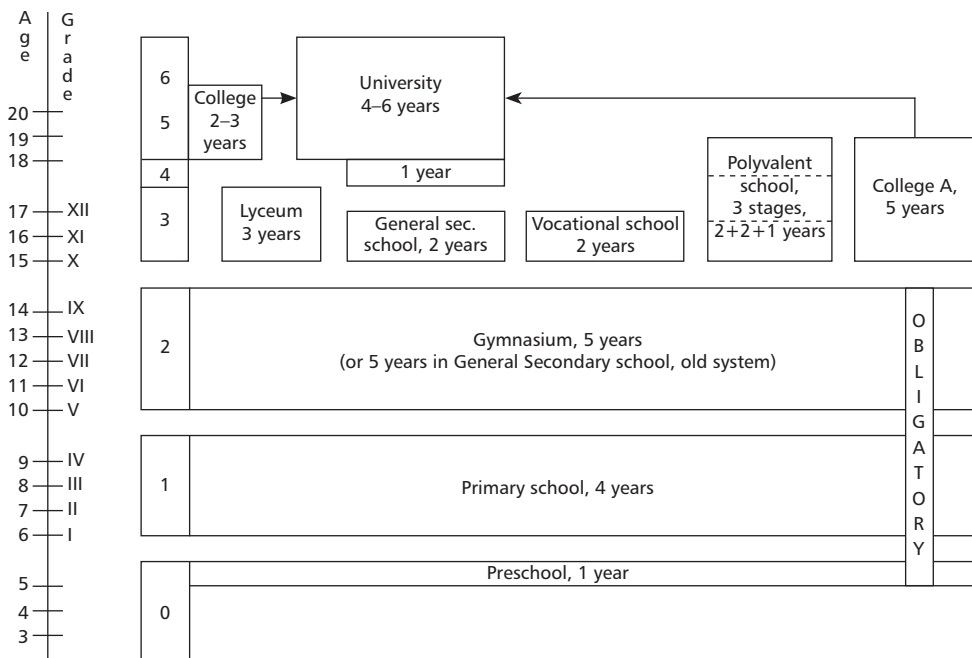 Age
Grade
20
19
18
17 XII
16 XI
15 X
14 IX
13 VIII
12 VII
11 VI
10 V
9 IV
8 III
7 II
6 I
5
4
3
6
5
4
3
2
1
0
College
2–3
years
University
4–6 years
1 year
Lyceum
3 years
General sec.
school, 2 years
Vocational school
2 years
Polyvalent
school,
3 stages,
2+2+1 years
College A,
5 years
Gymnasium, 5 years
(or 5 years in General Secondary school, old system)
Primary school, 4 years
Preschool, 1 year
OBLIGATORY